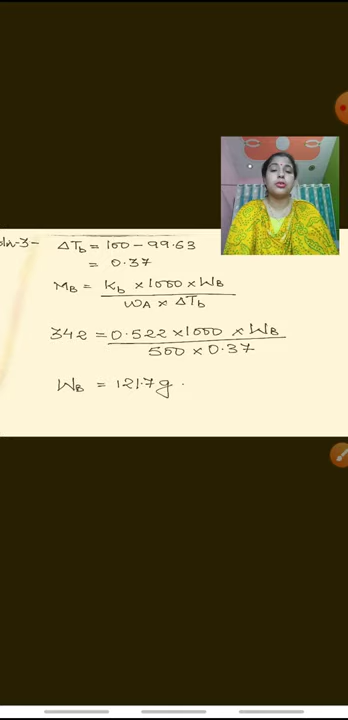 ΔTb = 100 - 99.63
= 0.37
MB = Kb × 1000 × WB / WA × ΔTb
342 = 0.522 × 1000 × WB / 500 × 0.37
WB = 121.7 g.